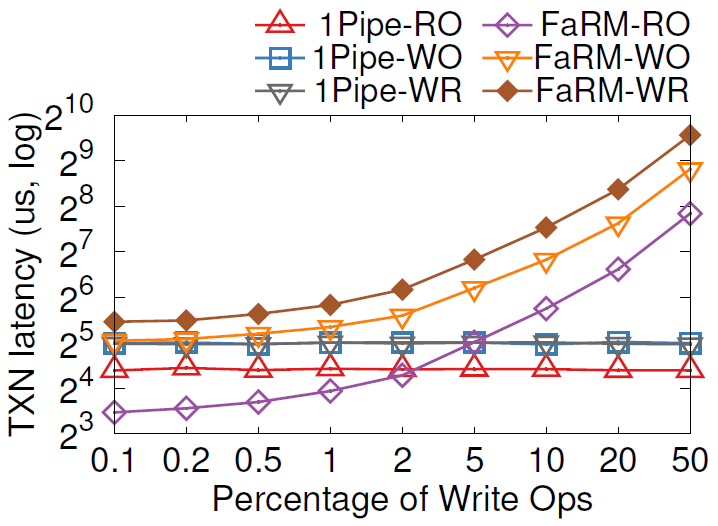 1Pipe-RO FaRM-RO
1Pipe-WO FaRM-WO
1Pipe-WR FaRM-WR
TXN latency (us, log)
2^10
2^9
2^8
2^7
2^6
2^5
2^4
2^3
0.1 0.2 0.5 1 2 5 10 20 50
Percentage of Write Ops